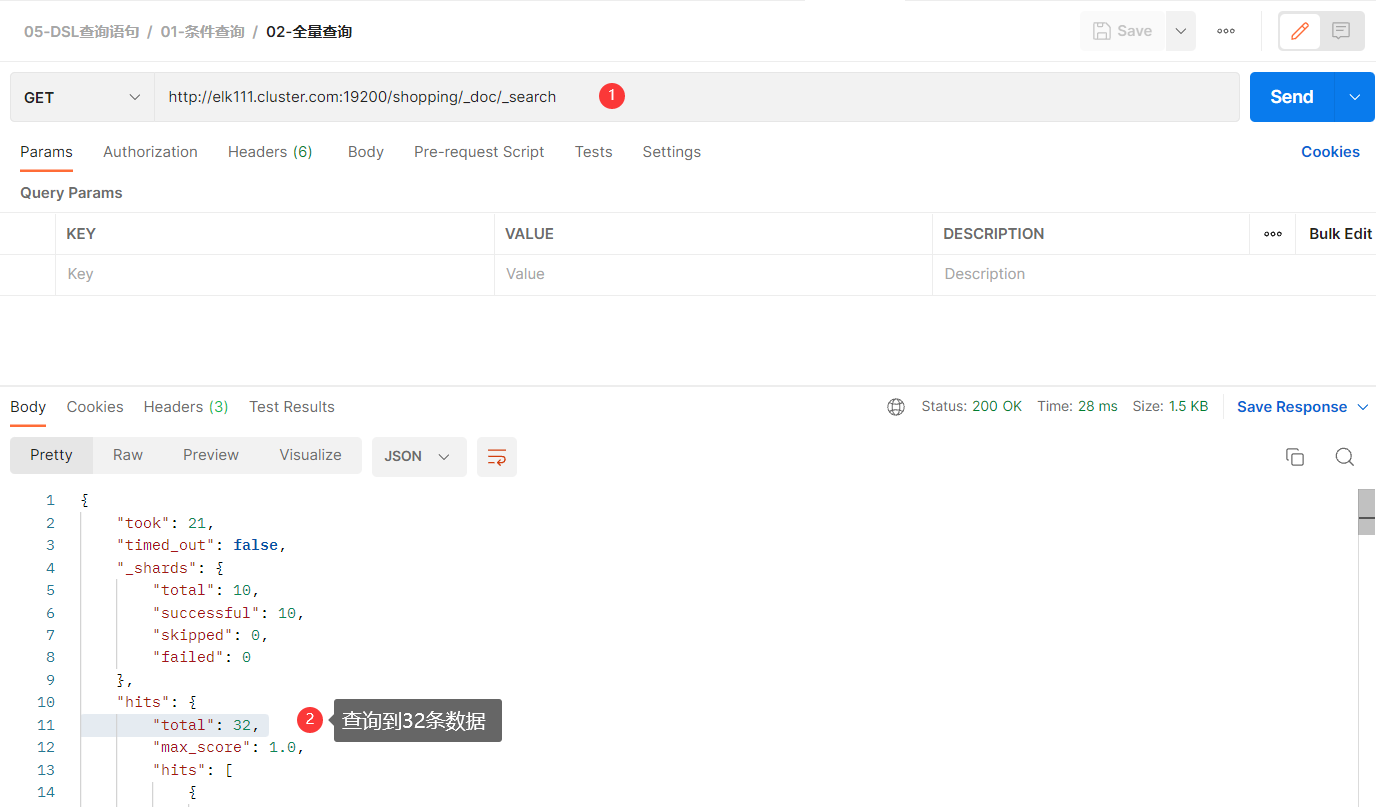 05-DSL查询语句 / 01-条件查询 / 02-全量查询
Save
GET
http://elk111.cluster.com:19200/shopping/_doc/_search
1
Send
Params Authorization Headers (6) Body Pre-request Script Tests Settings Cookies
Query Params
KEY VALUE DESCRIPTION Bulk Edit
Key Value Description
Body Cookies Headers (3) Test Results Status: 200 OK Time: 28 ms Size: 1.5 KB Save Response
Pretty Raw Preview Visualize JSON
1 {
2 "took": 21,
3 "timed_out": false,
4 "_shards": {
5 "total": 10,
6 "successful": 10,
7 "skipped": 0,
8 "failed": 0
9 },
10 "hits": {
11 "total": 32, 2 查询到32条数据
12 "max_score": 1.0,
13 "hits": [
14 {